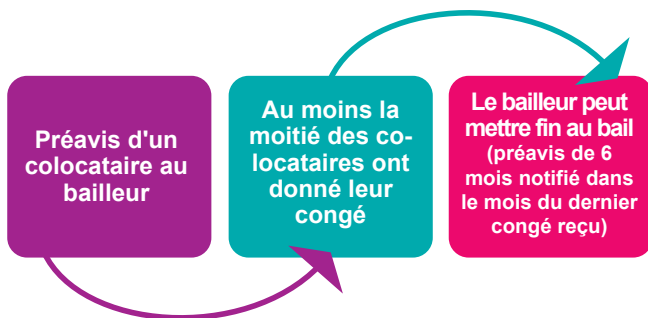 Préavis d'un
colocataire au
bailleur
Au moins la
moitié des co-
locataires ont
donné leur
congé
Le bailleur peut
mettre fin au bail
(préavis de 6
mois notifié dans
le mois du dernier
congé reçu)